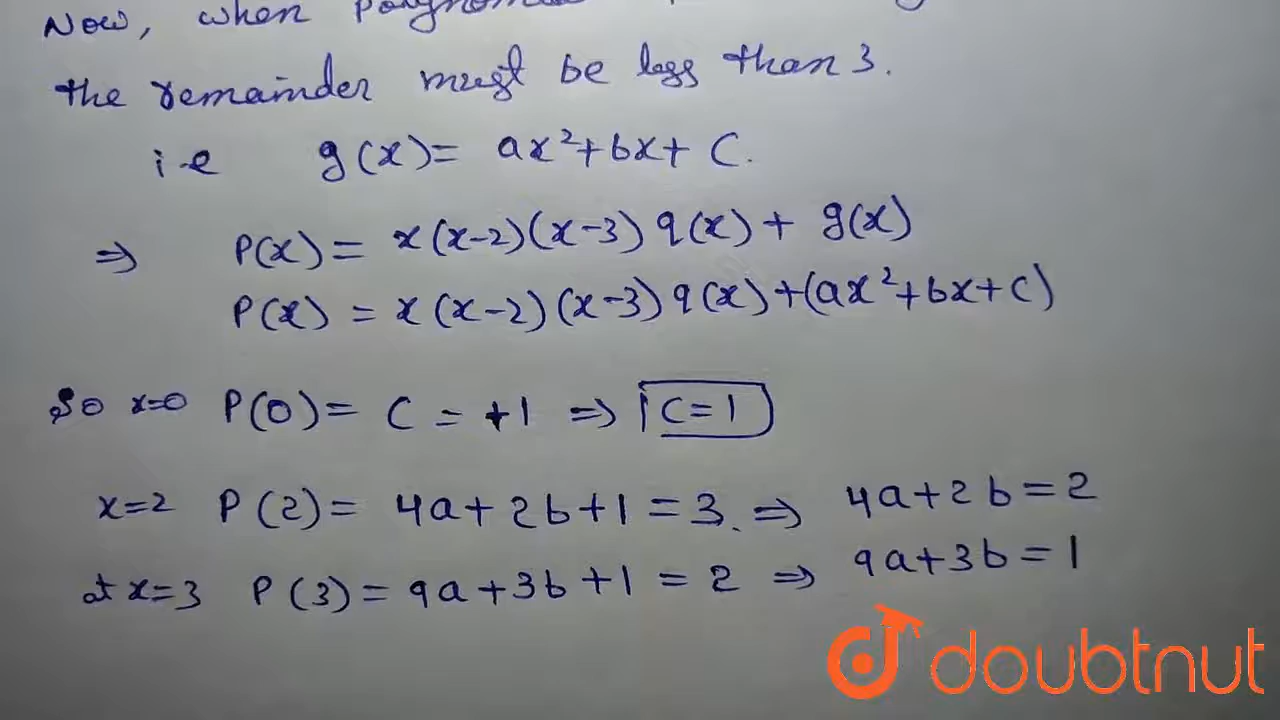 Now, when Polynomial
the remainder must be less than 3.
i.e g(x) = ax²+bx+c.
⇒ P(x) = x(x-2)(x-3) q(x) + g(x)
P(x) = x(x-2)(x-3) q(x)+(ax²+bx+c)
So x=0 P(0) = c = +1 ⇒ c=1
x=2 P(2) = 4a+2b+1 = 3. ⇒ 4a+2b=2
at x=3 P(3) = 9a+3b+1 = 2 ⇒ 9a+3b=1
doubtnut